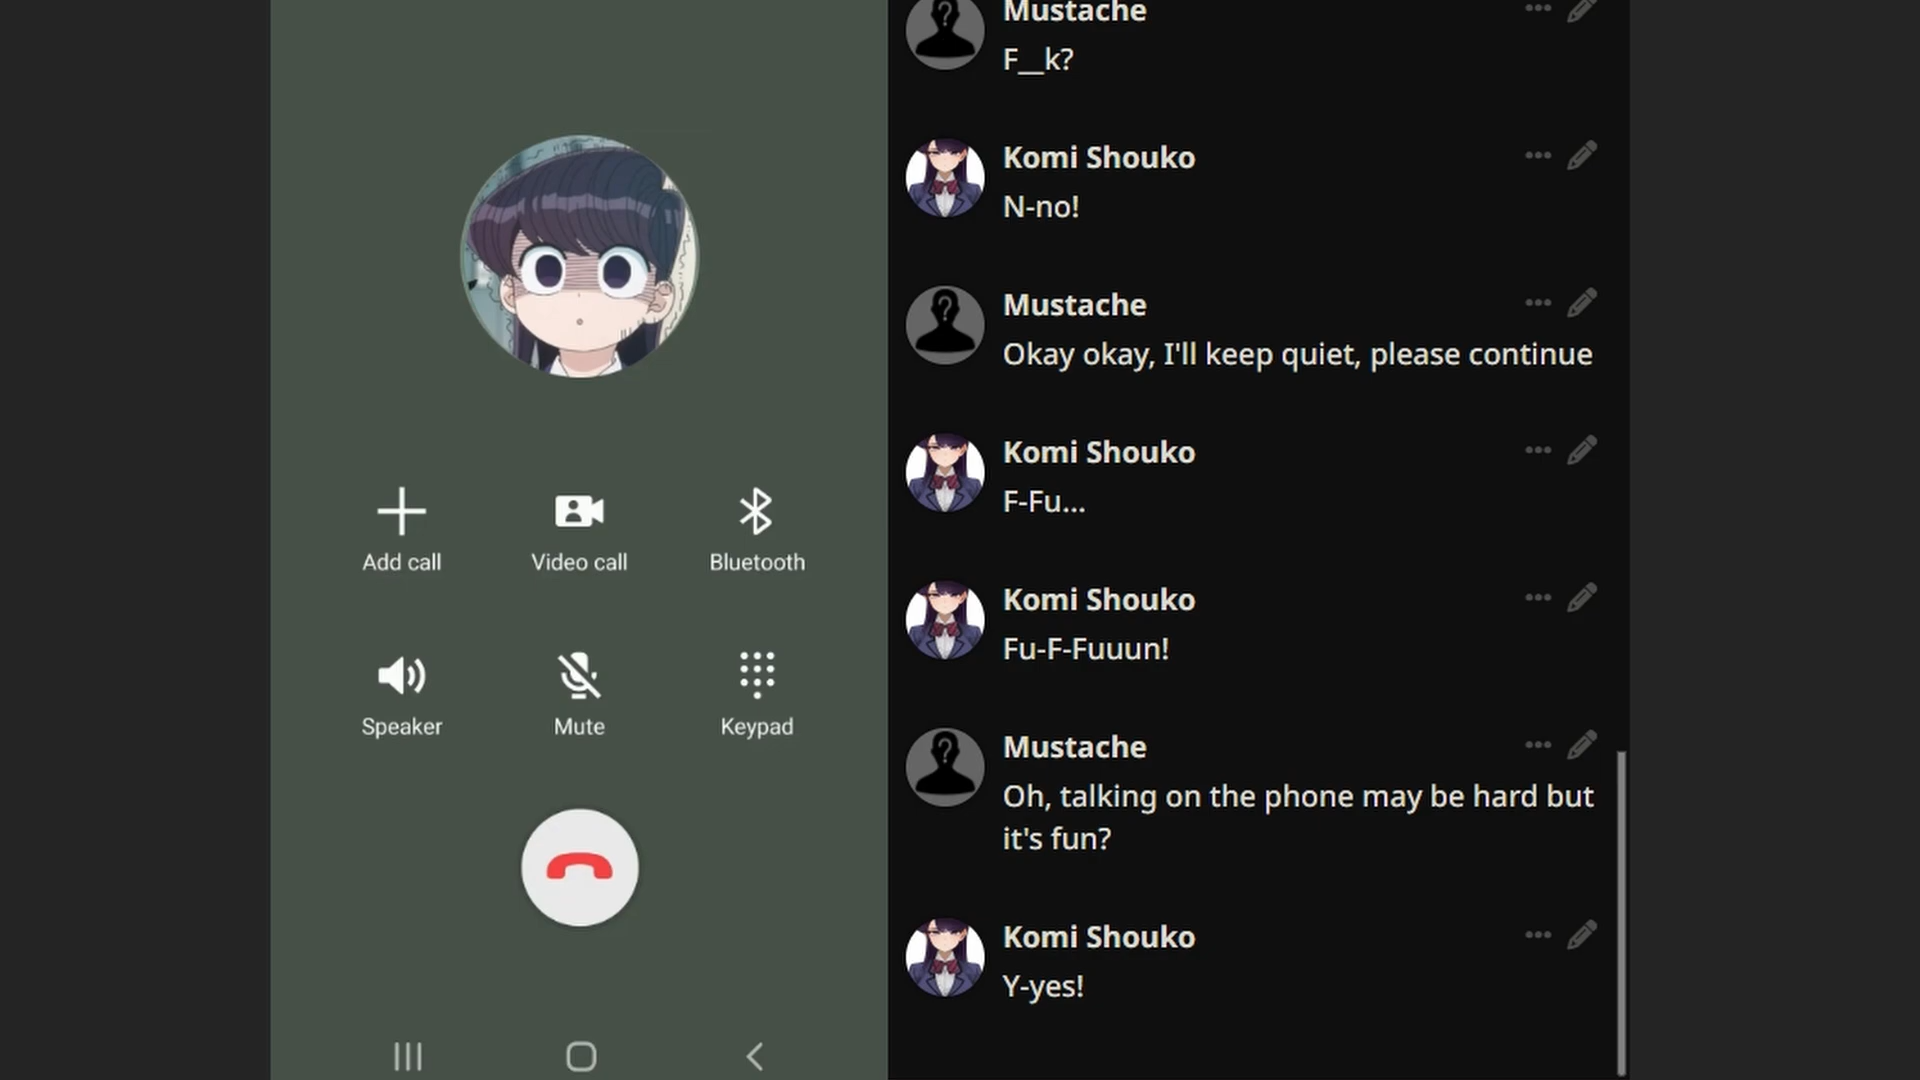 Add call
Video call
Bluetooth
Speaker
Mute
Keypad
Mustache
F__k?
Komi Shouko
N-no!
Mustache
Okay okay, I'll keep quiet, please continue
Komi Shouko
F-Fu...
Komi Shouko
Fu-F-Fuuun!
Mustache
Oh, talking on the phone may be hard but
it's fun?
Komi Shouko
Y-yes!